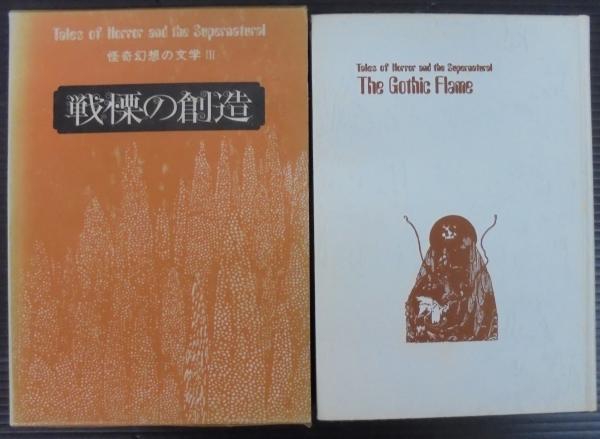 Tales of Horror and the Supernatural
怪奇幻想の文学 III
戦慄の創造
Tales of Horror and the Supernatural
The Gothic Flame